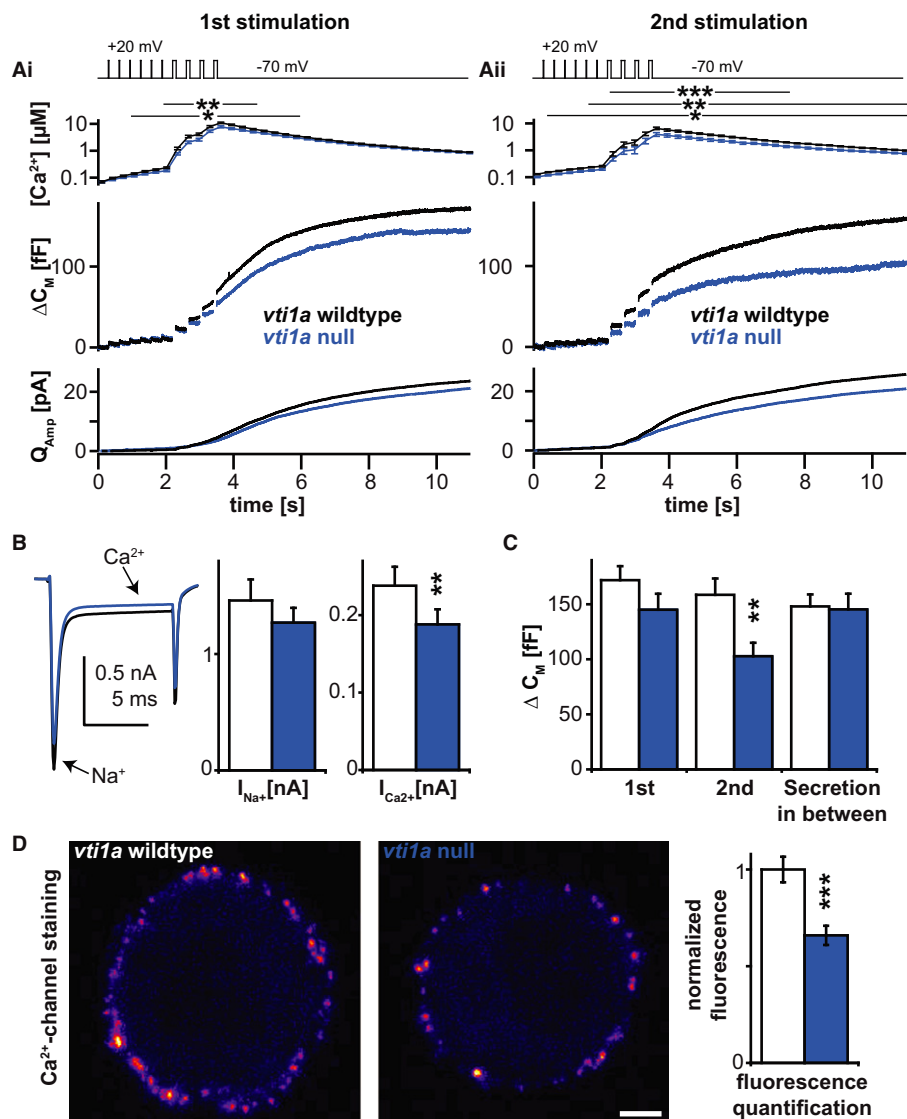 1st stimulation
2nd stimulation
Ai
+20 mV
-70 mV
Aii
+20 mV
-70 mV
**
*
***
**
*
[Ca²⁺] [µM]
10
1
0.1
10
1
0.1
ΔC_M [fF]
100
0
100
0
vti1a wildtype
vti1a null
vti1a wildtype
vti1a null
Q_Amp [pA]
20
0
20
0
0 2 4 6 8 10
time [s]
0 2 4 6 8 10
time [s]
B
Ca²⁺
0.5 nA
5 ms
Na⁺
1
0
I_Na+[nA]
**
0.2
0.1
0
I_Ca2+[nA]
C
Δ C_M [fF]
150
100
50
0
**
1st
2nd
Secretion
in between
D
Ca²⁺-channel staining
vti1a wildtype
vti1a null
normalized
fluorescence
1
0
***
fluorescence
quantification